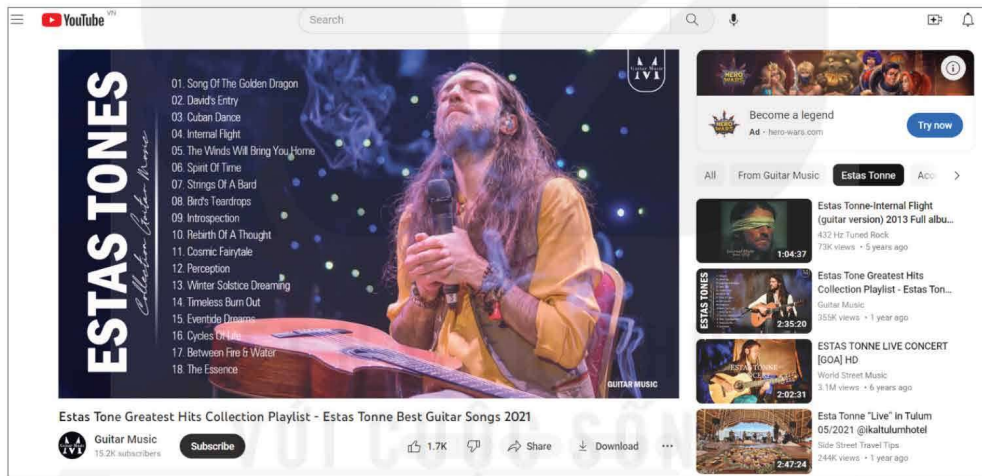 YouTube VN
Search
ESTAS TONES
Collection Guitar Music
01. Song Of The Golden Dragon
02. David's Entry
03. Cuban Dance
04. Internal Flight
05. The Winds Will Bring You Home
06. Spirit Of Time
07. Strings Of A Bard
08. Bird's Teardrops
09. Introspection
10. Rebirth Of A Thought
11. Cosmic Fairytale
12. Perception
13. Winter Solstice Dreaming
14. Timeless Burn Out
15. Eventide Dreams
16. Cycles Of Life
17. Between Fire & Water
18. The Essence
Guitar Music
GUITAR MUSIC
Estas Tone Greatest Hits Collection Playlist - Estas Tonne Best Guitar Songs 2021
Guitar Music
15.2K subscribers
Subscribe
1.7K
Share
Download
HERO WARS
Become a legend
Ad · hero-wars.com
Try now
All
From Guitar Music
Estas Tonne
Aco
Estas Tonne-Internal Flight
(guitar version) 2013 Full albu...
432 Hz Tuned Rock
73K views • 5 years ago
1:04:37
Estas Tone Greatest Hits
Collection Playlist - Estas Ton...
Guitar Music
355K views • 1 year ago
ESTAS TONES
2:35:20
ESTAS TONNE LIVE CONCERT
[GOA] HD
World Street Music
3.1M views • 6 years ago
ESTAS TONNE
2:02:31
Esta Tonne "Live" in Tulum
05/2021 @ikaltulumhotel
Side Street Travel Tips
244K views • 1 year ago
2:47:24
VỚI CUỘC SỐNG